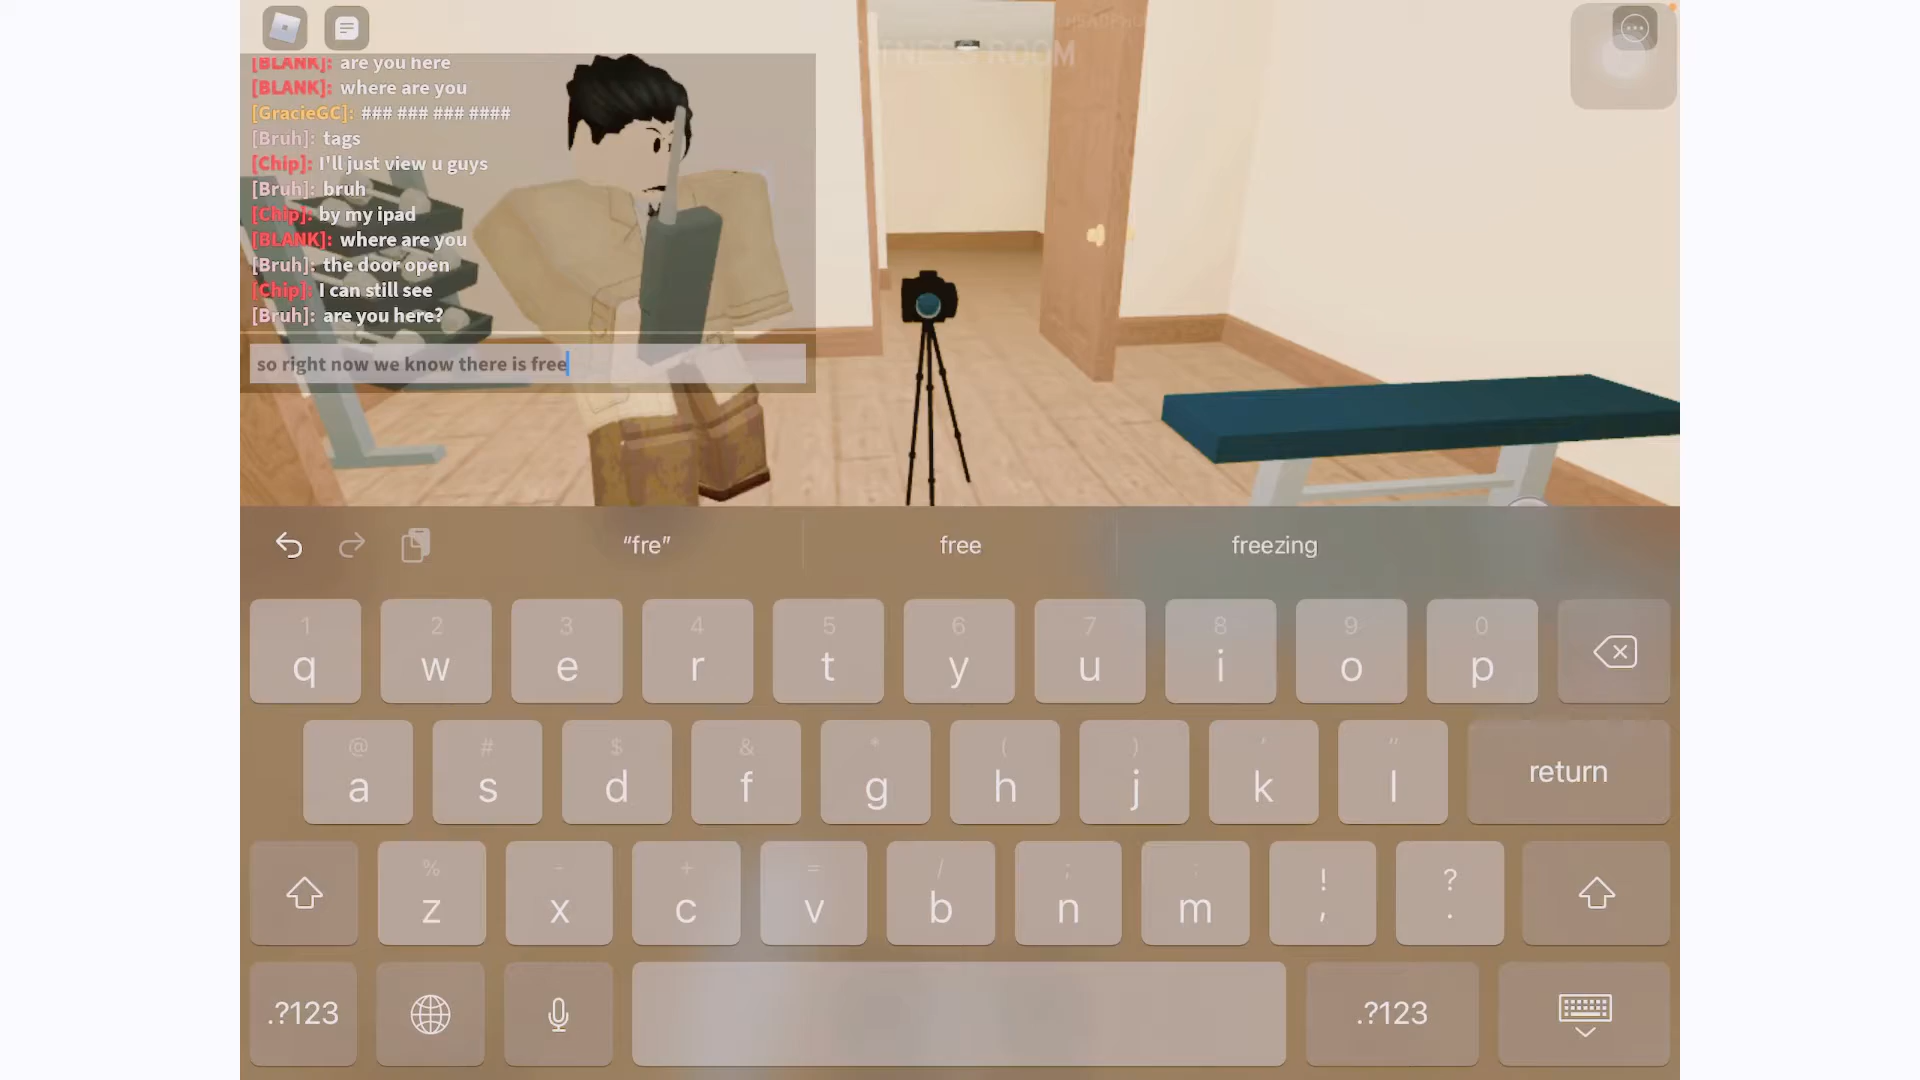 [BLANK]: are you here
[BLANK]: where are you
[GracieGC]: ### ### ### ####
[Bruh]: tags
[Chip]: I'll just view u guys
[Bruh]: bruh
[Chip]: by my ipad
[BLANK]: where are you
[Bruh]: the door open
[Chip]: I can still see
[Bruh]: are you here?
so right now we know there is free
TNESS ROOM
“fre” free freezing
1 2 3 4 5 6 7 8 9 0
q w e r t y u i o p
@ # $ & * ( ) ' "
a s d f g h j k l return
% - + = / ; : ! ?
z x c v b n m , .
.?123 .?123